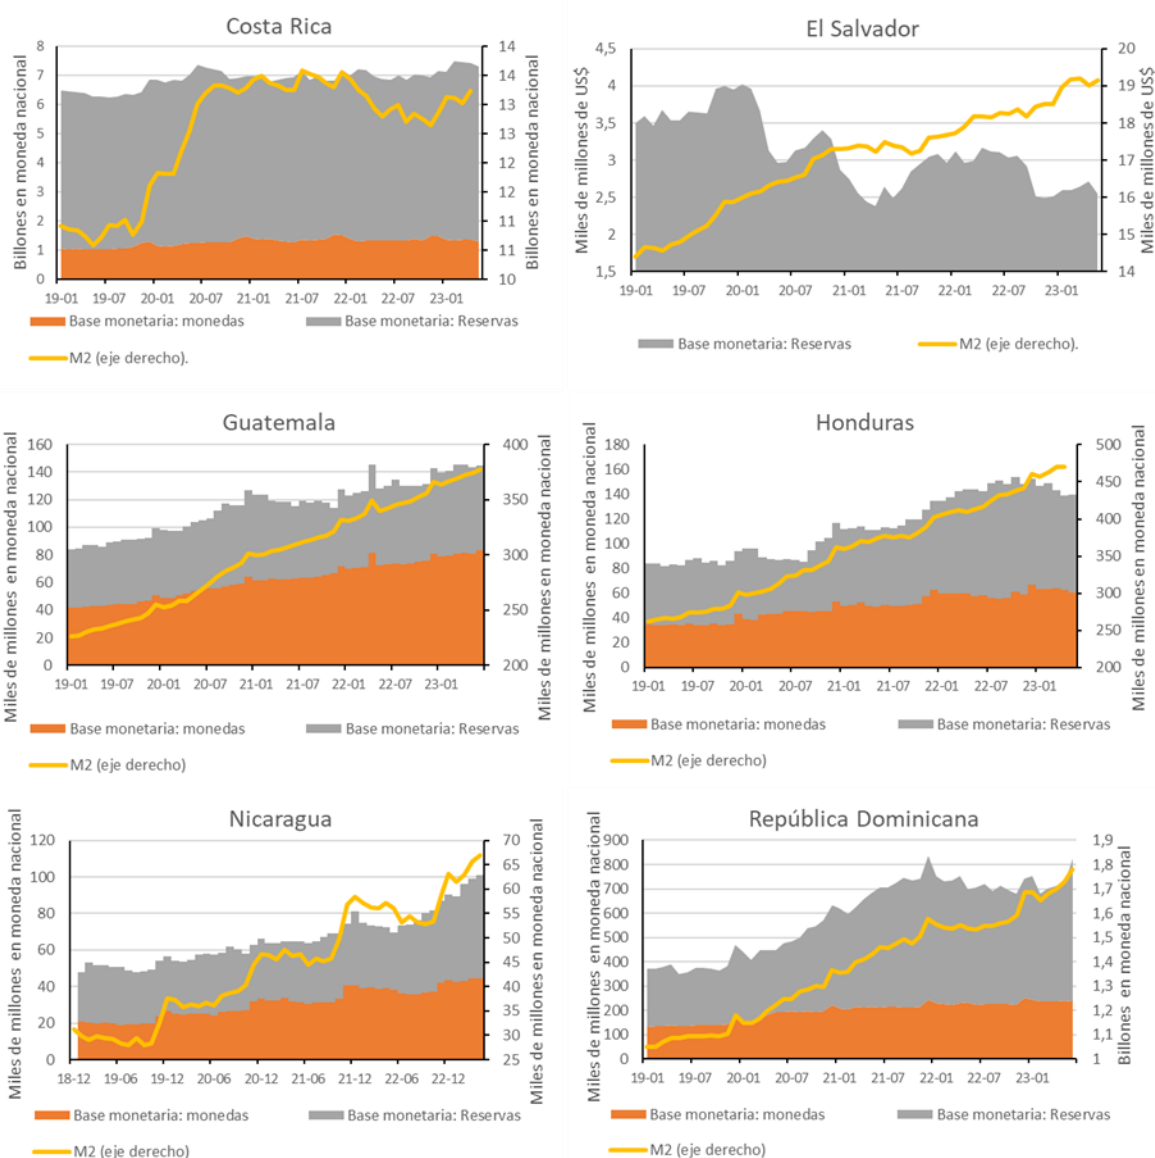 Costa Rica
Billones en moneda nacional
8
7
6
5
4
3
2
1
0
14
14
13
13
12
12
11
11
10
Billones en moneda nacional
19-01 19-07 20-01 20-07 21-01 21-07 22-01 22-07 23-01
Base monetaria: monedas Base monetaria: Reservas
M2 (eje derecho).
El Salvador
Miles de millones de US$
4,5
4
3,5
3
2,5
2
1,5
20
19
18
17
16
15
14
Miles de millones de US$
19-01 19-07 20-01 20-07 21-01 21-07 22-01 22-07 23-01
Base monetaria: Reservas M2 (eje derecho).
Guatemala
Miles de millones en moneda nacional
160
140
120
100
80
60
40
20
0
400
350
300
250
200
Miles de millones en moneda nacional
19-01 19-07 20-01 20-07 21-01 21-07 22-01 22-07 23-01
Base monetaria: monedas Base monetaria: Reservas
M2 (eje derecho)
Honduras
Miles de millones en moneda nacional
180
160
140
120
100
80
60
40
20
0
500
450
400
350
300
250
200
Miles de millones en moneda nacional
19-01 19-07 20-01 20-07 21-01 21-07 22-01 22-07 23-01
Base monetaria: monedas Base monetaria: Reservas
M2 (eje derecho)
Nicaragua
Miles de millones en moneda nacional
120
100
80
60
40
20
0
70
65
60
55
50
45
40
35
30
25
Miles de millones en moneda nacional
18-12 19-06 19-12 20-06 20-12 21-06 21-12 22-06 22-12
Base monetaria: monedas Base monetaria: Reservas
M2 (eje derecho)
República Dominicana
Miles de millones en moneda nacional
900
800
700
600
500
400
300
200
100
0
1,9
1,8
1,7
1,6
1,5
1,4
1,3
1,2
1,1
1
Billones en moneda nacional
19-01 19-07 20-01 20-07 21-01 21-07 22-01 22-07 23-01
Base monetaria: monedas Base monetaria: Reservas
M2 (eje derecho)